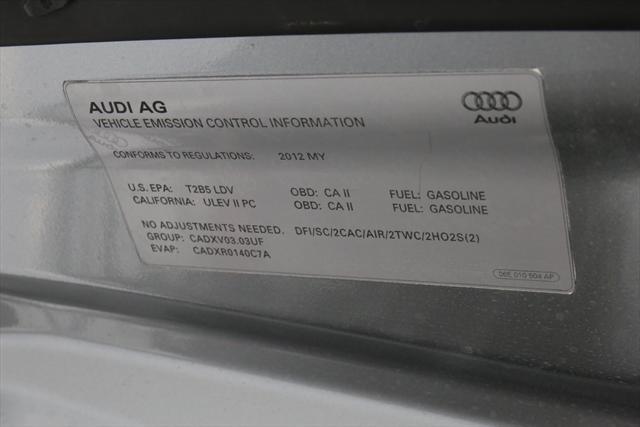 AUDI AG
Audi
VEHICLE EMISSION CONTROL INFORMATION
CONFORMS TO REGULATIONS: 2012 MY
U.S. EPA: T2B5 LDV OBD: CA II FUEL: GASOLINE
CALIFORNIA: ULEV II PC OBD: CA II FUEL: GASOLINE
NO ADJUSTMENTS NEEDED. DFI/SC/2CAC/AIR/2TWC/2HO2S(2)
GROUP: CADXV03.03UF
EVAP: CADXR0140C7A
06E 010 504 AP